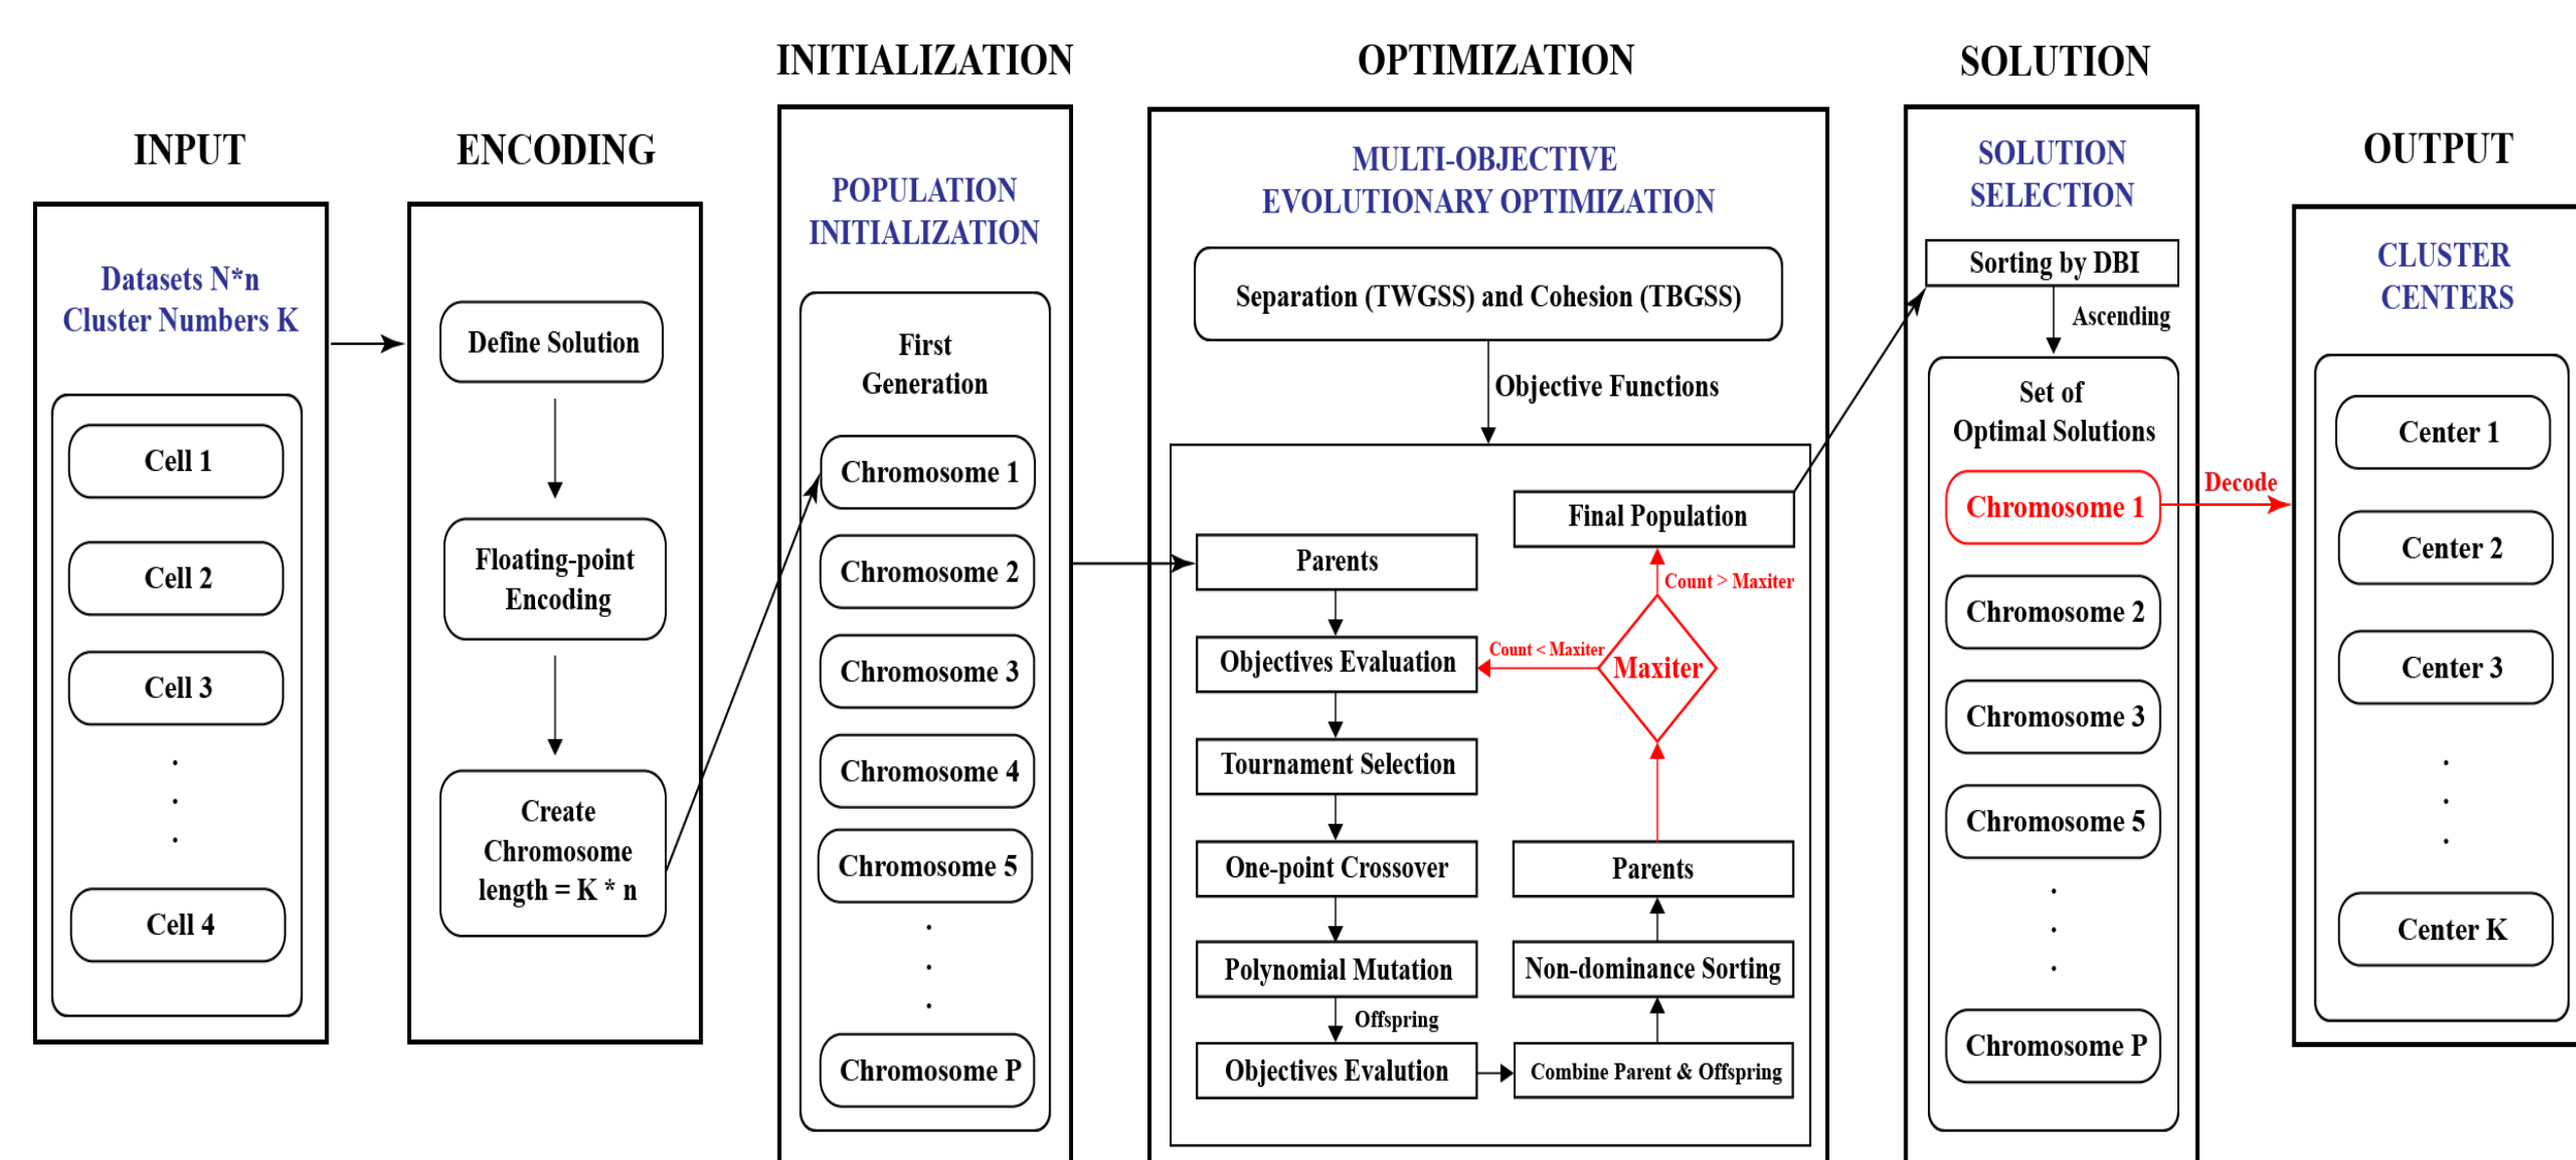 INPUT
Datasets N*n
Cluster Numbers K
Cell 1
Cell 2
Cell 3
.
.
.
Cell 4
ENCODING
Define Solution
Floating-point
Encoding
Create
Chromosome
length = K * n
INITIALIZATION
POPULATION
INITIALIZATION
First
Generation
Chromosome 1
Chromosome 2
Chromosome 3
Chromosome 4
Chromosome 5
.
.
.
Chromosome P
OPTIMIZATION
MULTI-OBJECTIVE
EVOLUTIONARY OPTIMIZATION
Separation (TWGSS) and Cohesion (TBGSS)
Objective Functions
Parents
Objectives Evaluation
Tournament Selection
One-point Crossover
Polynomial Mutation
Offspring
Objectives Evalution
Combine Parent & Offspring
Non-dominance Sorting
Parents
Maxiter
Count < Maxiter
Count > Maxiter
Final Population
SOLUTION
SOLUTION
SELECTION
Sorting by DBI
Ascending
Set of
Optimal Solutions
Chromosome 1
Chromosome 2
Chromosome 3
Chromosome 5
.
.
.
Chromosome P
Decode
OUTPUT
CLUSTER
CENTERS
Center 1
Center 2
Center 3
.
.
.
Center K